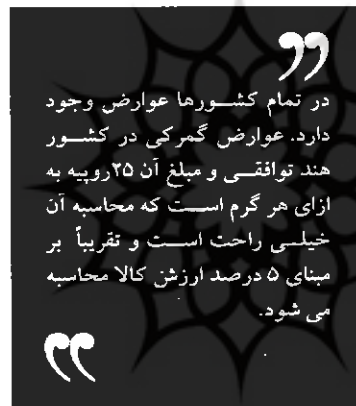 در تمام کشورها عوارض وجود
دارد. عوارض گمرکی در کشور
هند توافقی و مبلغ آن ۲۵روپیه به
ازای هر گرم است که محاسبه آن
خیلی راحت است و تقریباً بر
مبنای ۵ درصد ارزش کالا محاسبه
می شود.